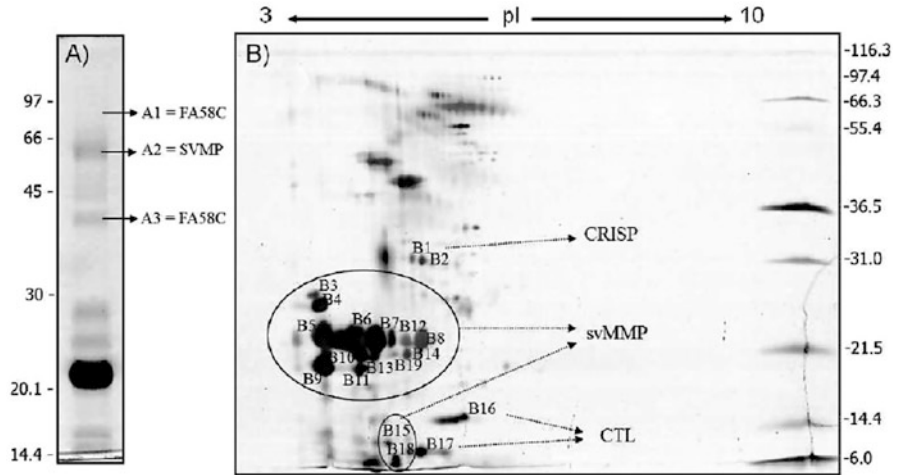 3 pI 10
A)
97 -
A1 = FA58C
66 -
A2 = SVMP
45 -
A3 = FA58C
30 -
20.1 -
14.4 -
B)
-116.3
-97.4
-66.3
-55.4
-36.5
-31.0
-21.5
-14.4
-6.0
B1
B2
CRISP
B3
B4
B5 B6 B7 B12
B8
svMMP
B10 B14
B9 B11 B13 B19
B16
B15
CTL
B18 B17